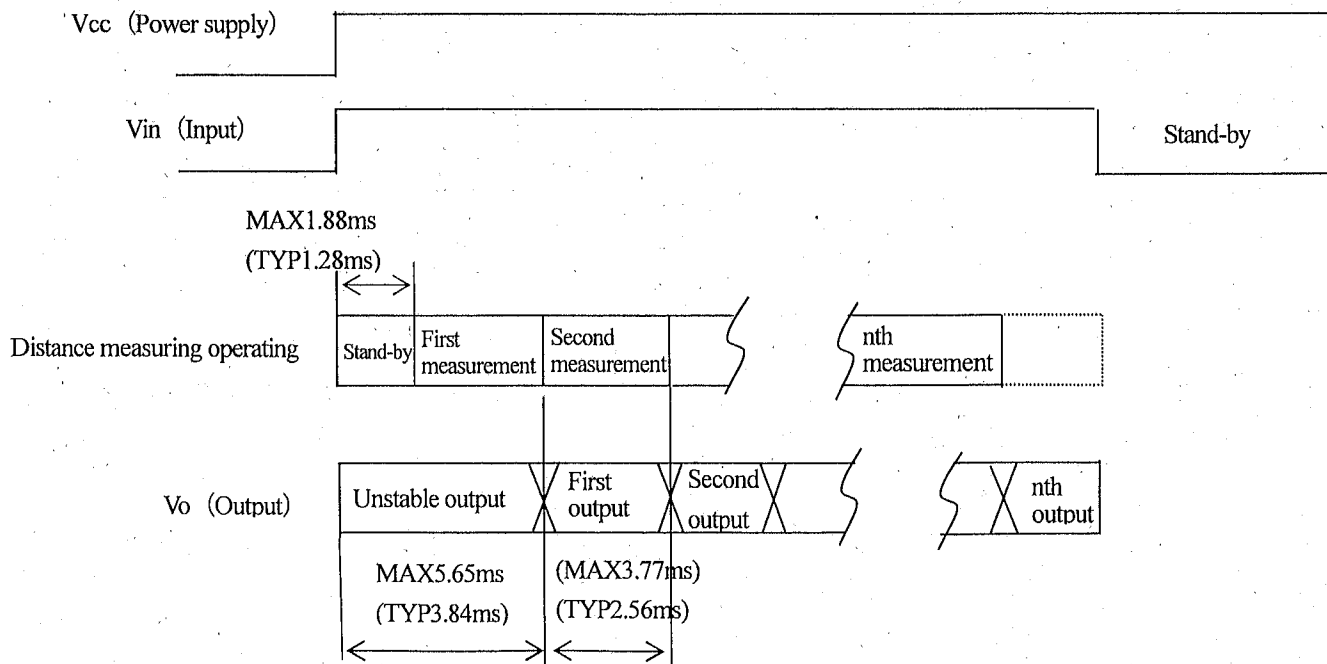 Vcc (Power supply)
Vin (Input)
Stand-by
MAX1.88ms
(TYP1.28ms)
Distance measuring operating
Stand-by
First
measurement
Second
measurement
nth
measurement
Vo (Output)
Unstable output
First
output
Second
output
nth
output
MAX5.65ms
(TYP3.84ms)
(MAX3.77ms)
(TYP2.56ms)